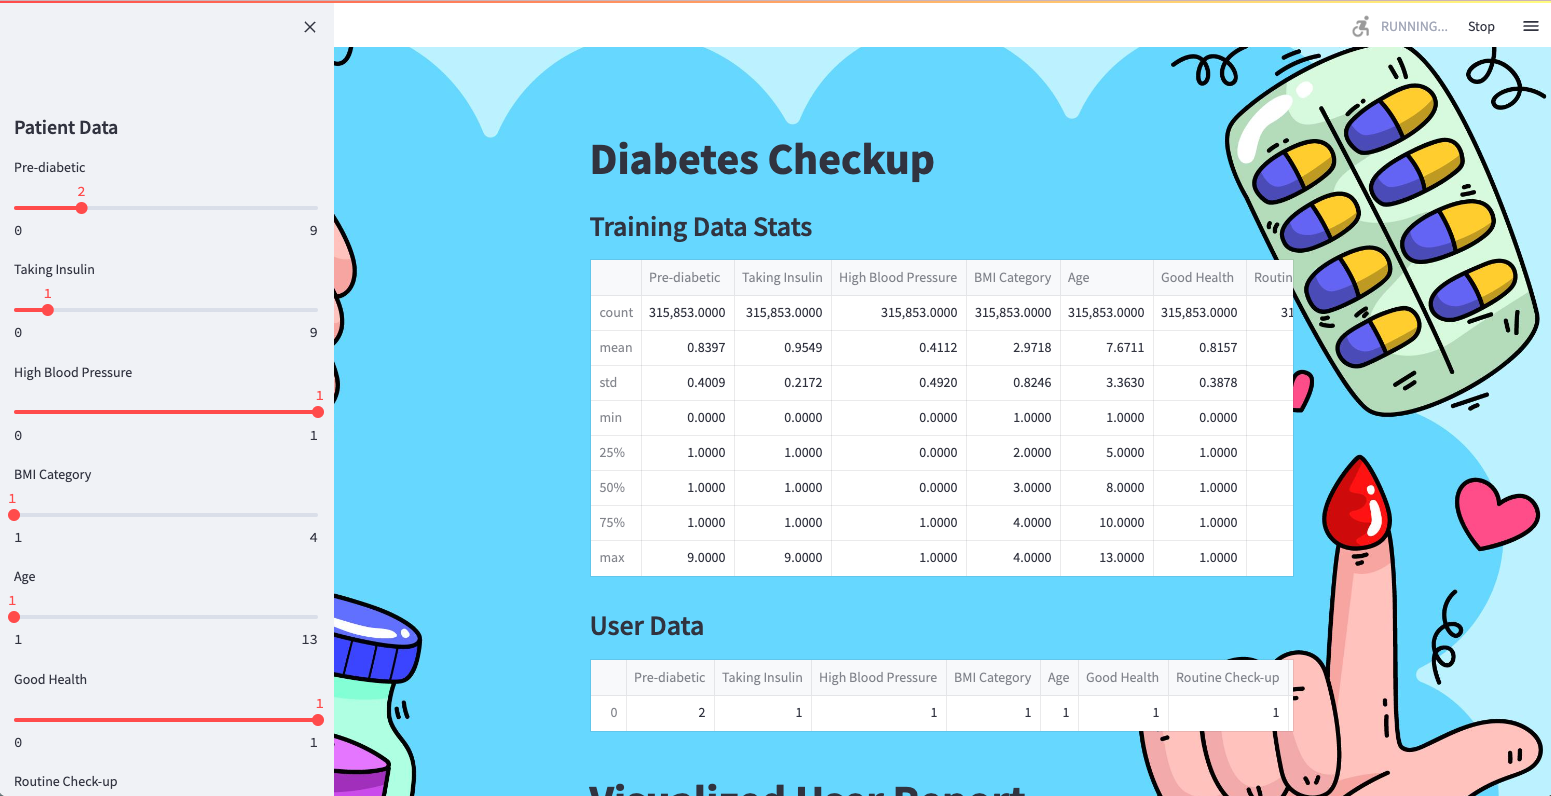 RUNNING... Stop
Patient Data
Pre-diabetic
2
0 9
Taking Insulin
1
0 9
High Blood Pressure
1
0 1
BMI Category
1
1 4
Age
1
1 13
Good Health
1
0 1
Routine Check-up
Diabetes Checkup
Training Data Stats
Pre-diabetic Taking Insulin High Blood Pressure BMI Category Age Good Health Routin
count 315,853.0000 315,853.0000 315,853.0000 315,853.0000 315,853.0000 315,853.0000 31
mean 0.8397 0.9549 0.4112 2.9718 7.6711 0.8157
std 0.4009 0.2172 0.4920 0.8246 3.3630 0.3878
min 0.0000 0.0000 0.0000 1.0000 1.0000 0.0000
25% 1.0000 1.0000 0.0000 2.0000 5.0000 1.0000
50% 1.0000 1.0000 0.0000 3.0000 8.0000 1.0000
75% 1.0000 1.0000 1.0000 4.0000 10.0000 1.0000
max 9.0000 9.0000 1.0000 4.0000 13.0000 1.0000
User Data
Pre-diabetic Taking Insulin High Blood Pressure BMI Category Age Good Health Routine Check-up
0 2 1 1 1 1 1 1
Visualized User Report